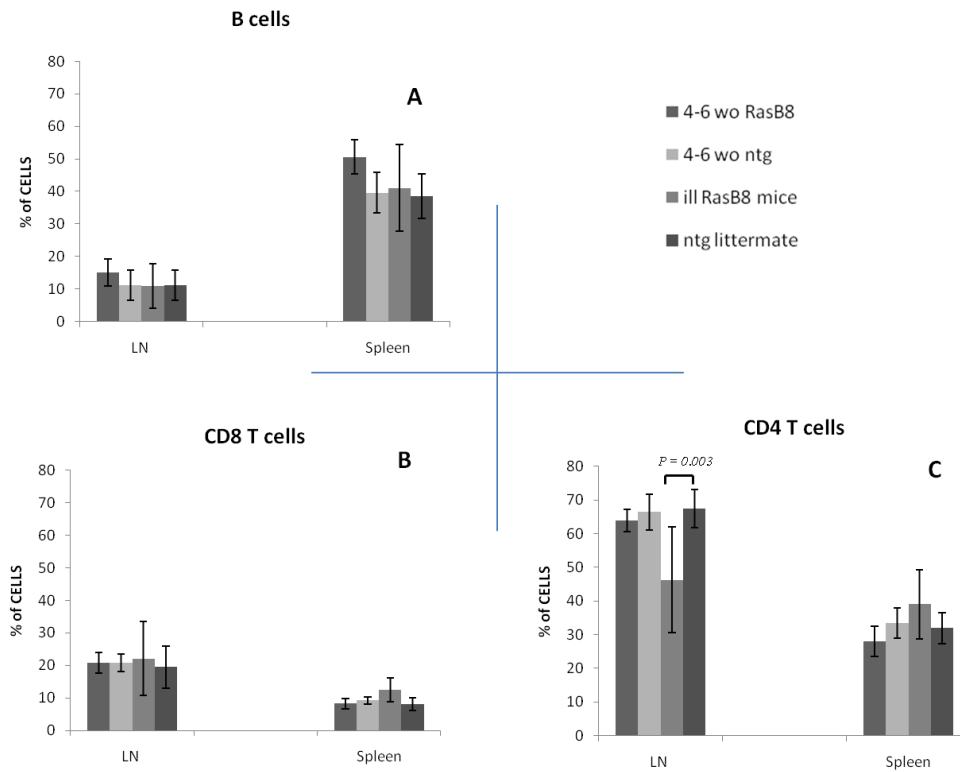 B cells
A
80
70
60
50
40
30
20
10
0
% of CELLS
LN
Spleen
4-6 wo RasB8
4-6 wo ntg
ill RasB8 mice
ntg littermate
CD8 T cells
B
80
70
60
50
40
30
20
10
0
% of CELLS
LN
Spleen
CD4 T cells
C
P = 0.003
80
70
60
50
40
30
20
10
0
% of CELLS
LN
Spleen